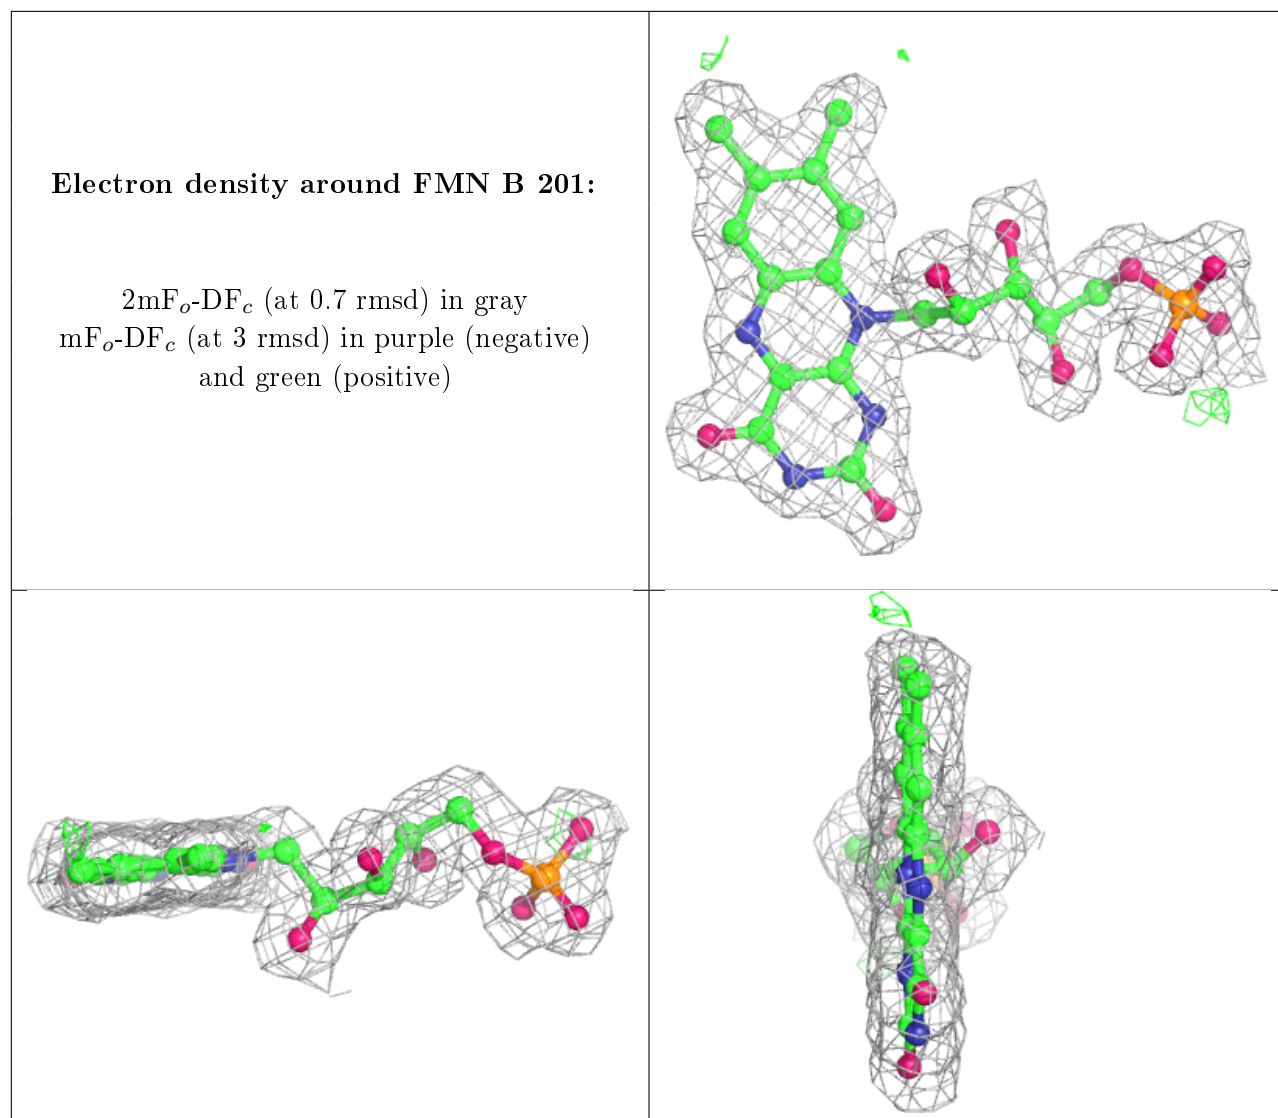 Electron density around FMN B 201:
2mFo-DFc (at 0.7 rmsd) in gray
mFo-DFc (at 3 rmsd) in purple (negative)
and green (positive)